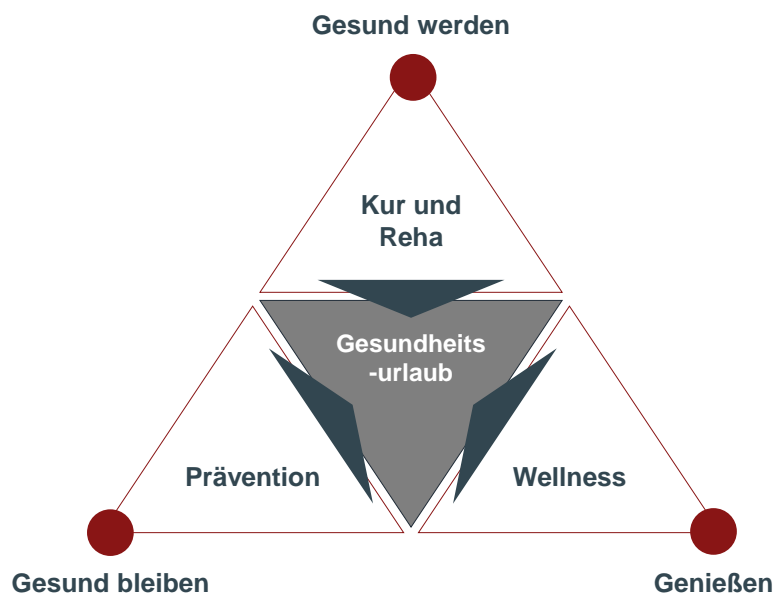 Gesund werden
Kur und
Reha
Gesundheits
-urlaub
Prävention
Wellness
Gesund bleiben
Genießen